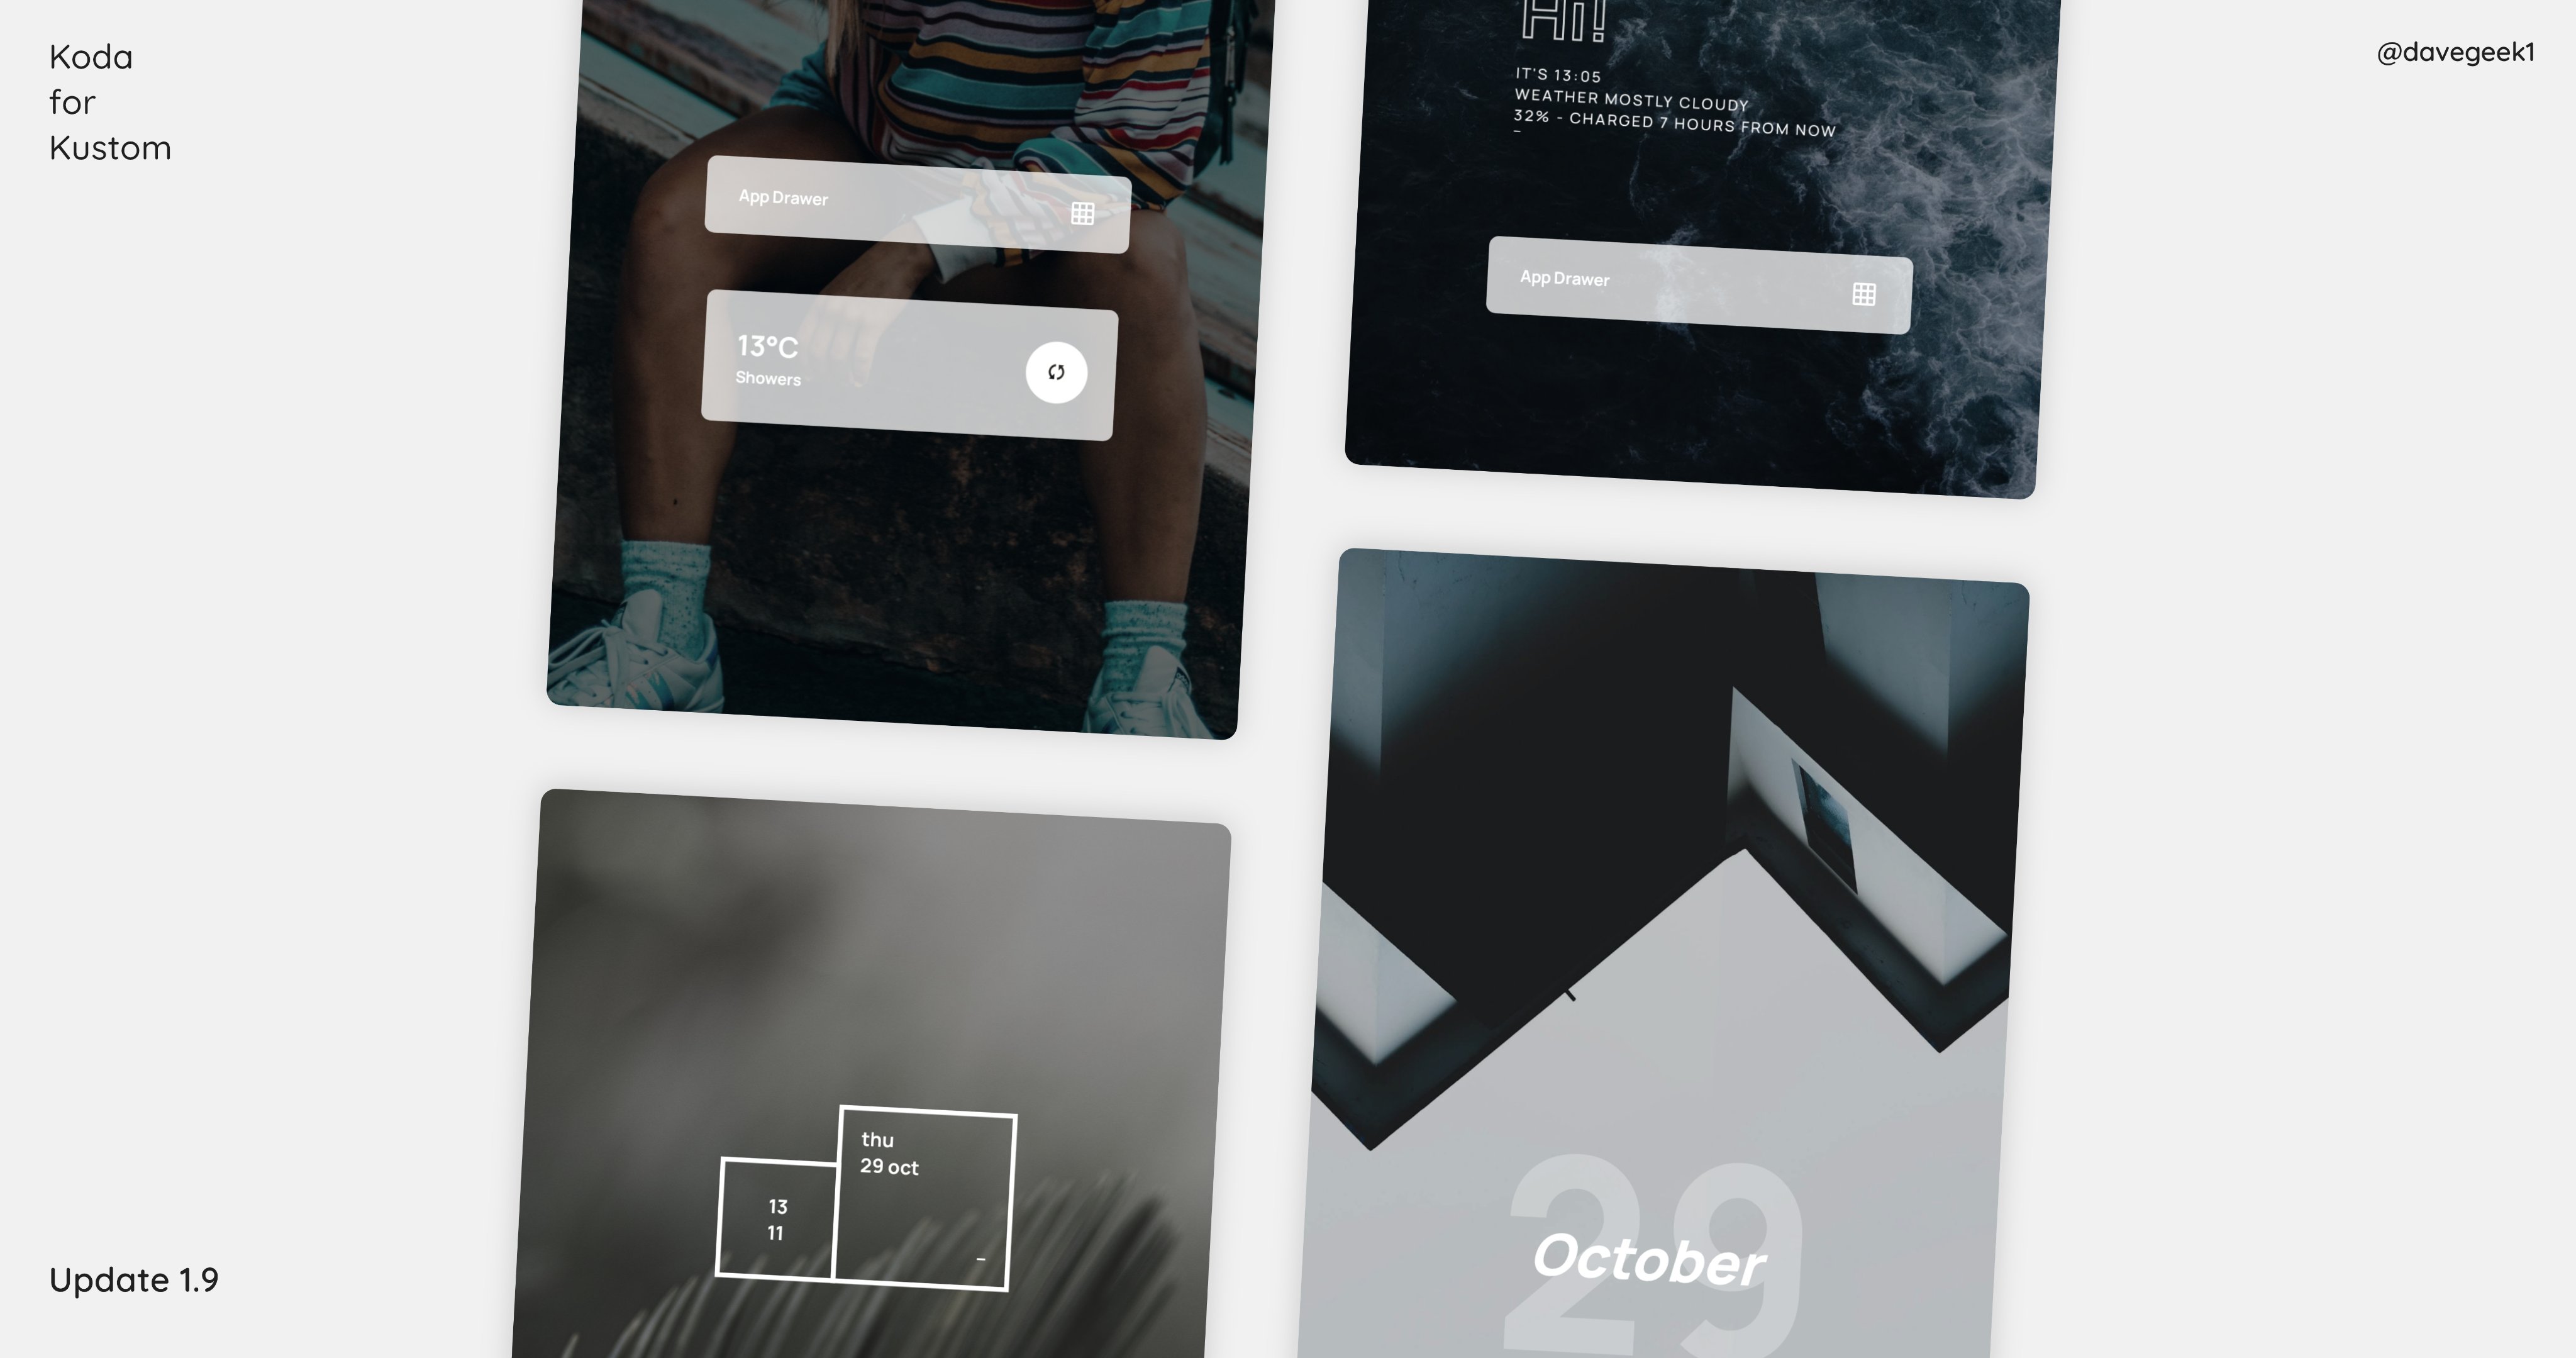 Koda
for
Kustom
@davegeek1
App Drawer
13°C
Showers
Hi!
IT'S 13:05
WEATHER MOSTLY CLOUDY
32% - CHARGED 7 HOURS FROM NOW
–
App Drawer
thu
29 oct
13
11
–
29
October
Update 1.9